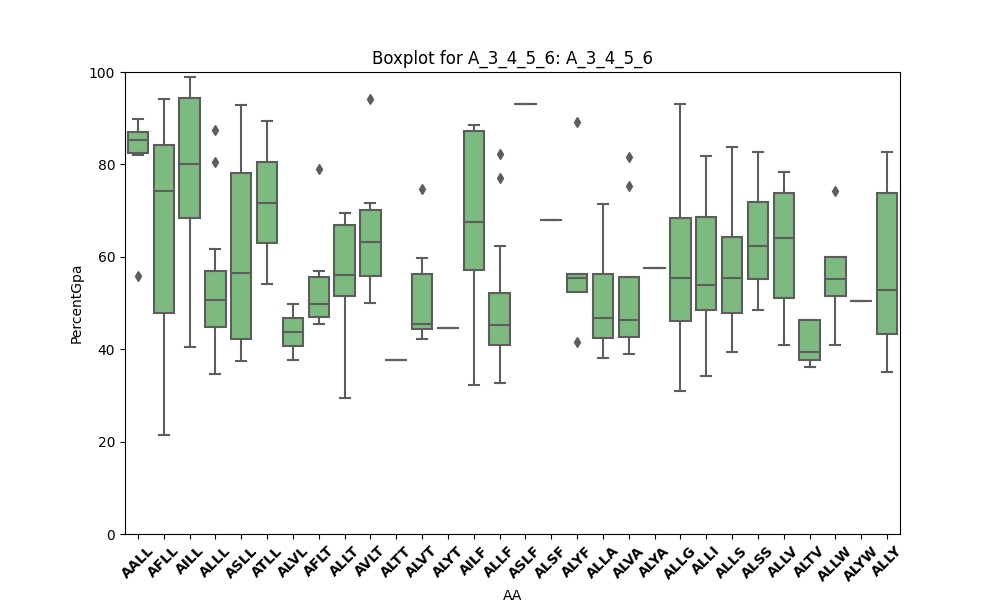 Boxplot for A_3_4_5_6: A_3_4_5_6
100
80
60
40
20
0
PercentGpa
AALL AFLL AILL ALLL ASLL ATLL ALVL AFLT ALLT AVLT ALTT ALVT ALYT AILF ALLF ASLF ALSF ALYF ALLA ALVA ALYA ALLG ALLI ALLS ALSS ALLV ALTV ALLW ALYW ALLY
AA